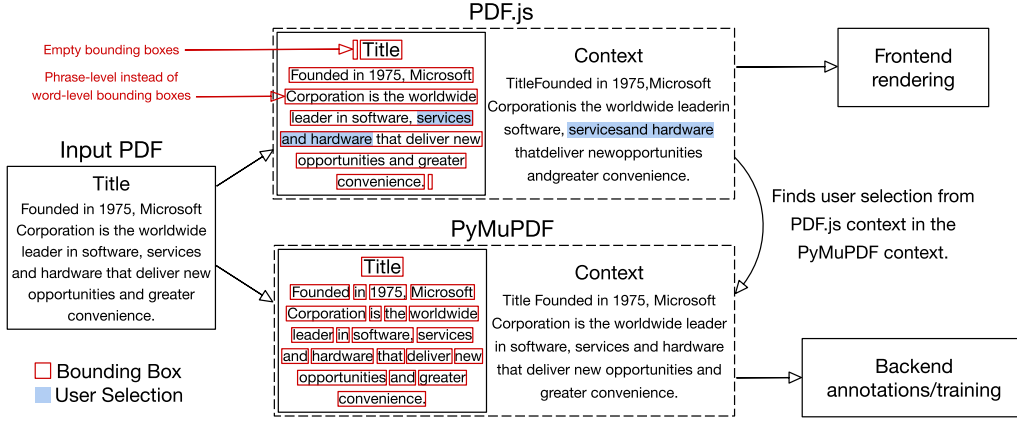 PDF.js
Empty bounding boxes
Phrase-level instead of
word-level bounding boxes
Title
Founded in 1975, Microsoft
Corporation is the worldwide
leader in software, services
and hardware that deliver new
opportunities and greater
convenience.
Context
TitleFounded in 1975,Microsoft
Corporationis the worldwide leaderin
software, servicesand hardware
thatdeliver newopportunities
andgreater convenience.
Frontend
rendering
Input PDF
Title
Founded in 1975, Microsoft
Corporation is the worldwide
leader in software, services
and hardware that deliver new
opportunities and greater
convenience.
Finds user selection from
PDF.js context in the
PyMuPDF context.
PyMuPDF
Title
Founded in 1975, Microsoft
Corporation is the worldwide
leader in software, services
and hardware that deliver new
opportunities and greater
convenience.
Context
Title Founded in 1975, Microsoft
Corporation is the worldwide leader
in software, services and hardware
that deliver new opportunities and
greater convenience.
Backend
annotations/training
Bounding Box
User Selection